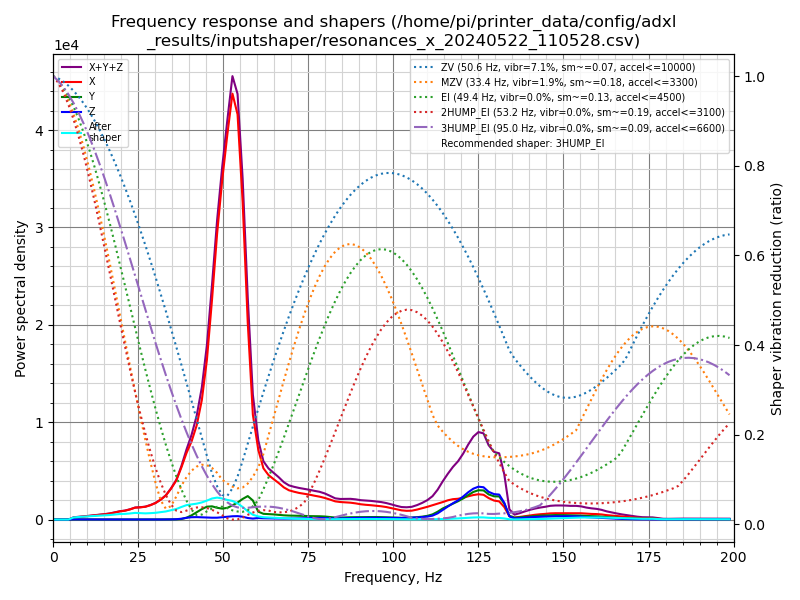 Frequency response and shapers (/home/pi/printer_data/config/adxl
_results/inputshaper/resonances_x_20240522_110528.csv)
1e4
X+Y+Z
X
Y
Z
After
shaper
ZV (50.6 Hz, vibr=7.1%, sm~=0.07, accel<=10000)
MZV (33.4 Hz, vibr=1.9%, sm~=0.18, accel<=3300)
EI (49.4 Hz, vibr=0.0%, sm~=0.13, accel<=4500)
2HUMP_EI (53.2 Hz, vibr=0.0%, sm~=0.19, accel<=3100)
3HUMP_EI (95.0 Hz, vibr=0.0%, sm~=0.09, accel<=6600)
Recommended shaper: 3HUMP_EI
Power spectral density
4
3
2
1
0
1.0
0.8
0.6
0.4
0.2
0.0
Shaper vibration reduction (ratio)
0 25 50 75 100 125 150 175 200
Frequency, Hz